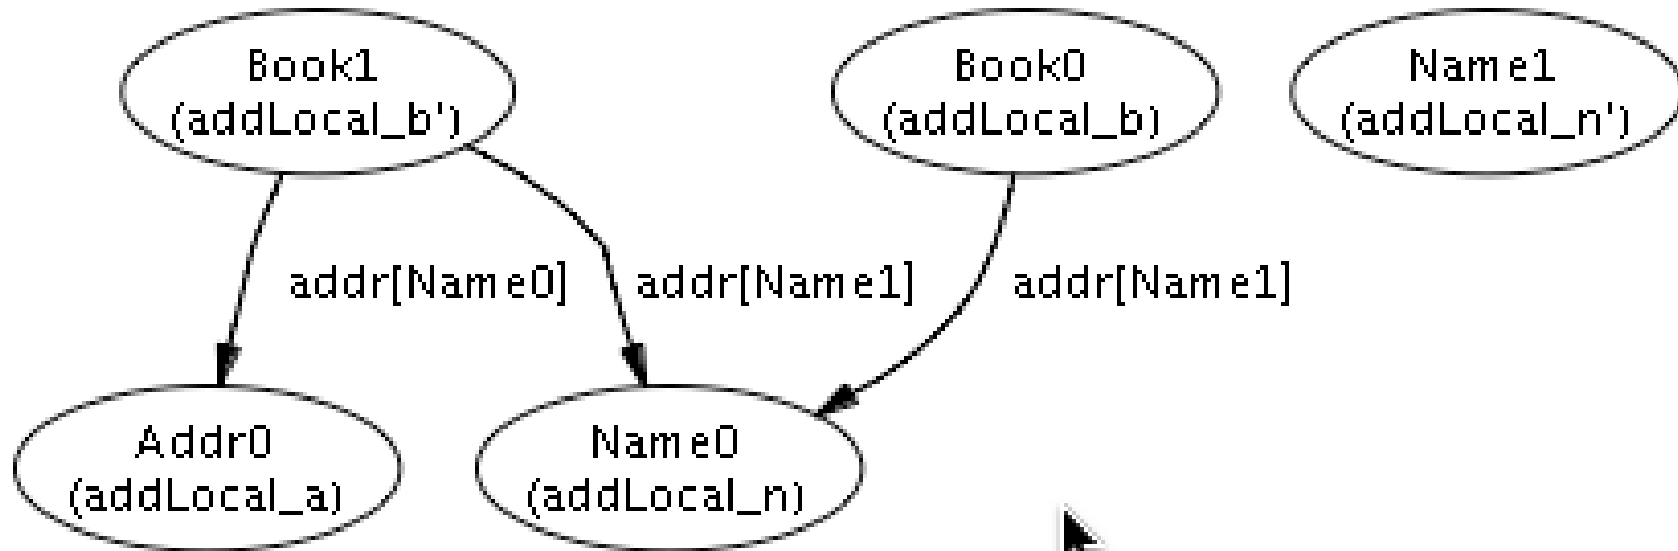 Book1
(addLocal_b')
Book0
(addLocal_b)
Name1
(addLocal_n')
addr[Name0]
addr[Name1]
addr[Name1]
Addr0
(addLocal_a)
Name0
(addLocal_n)